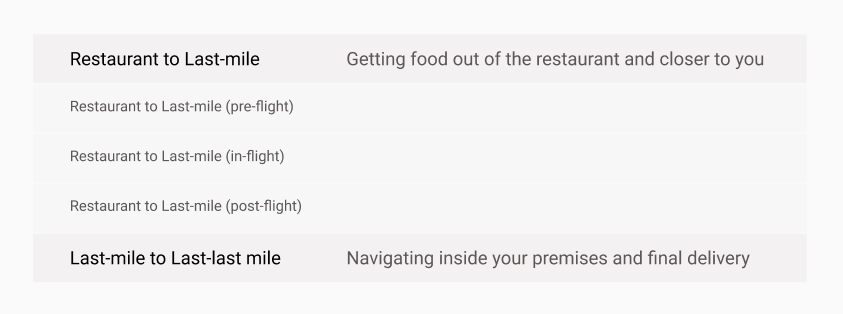 Restaurant to Last-mile Getting food out of the restaurant and closer to you
Restaurant to Last-mile (pre-flight)
Restaurant to Last-mile (in-flight)
Restaurant to Last-mile (post-flight)
Last-mile to Last-last mile Navigating inside your premises and final delivery